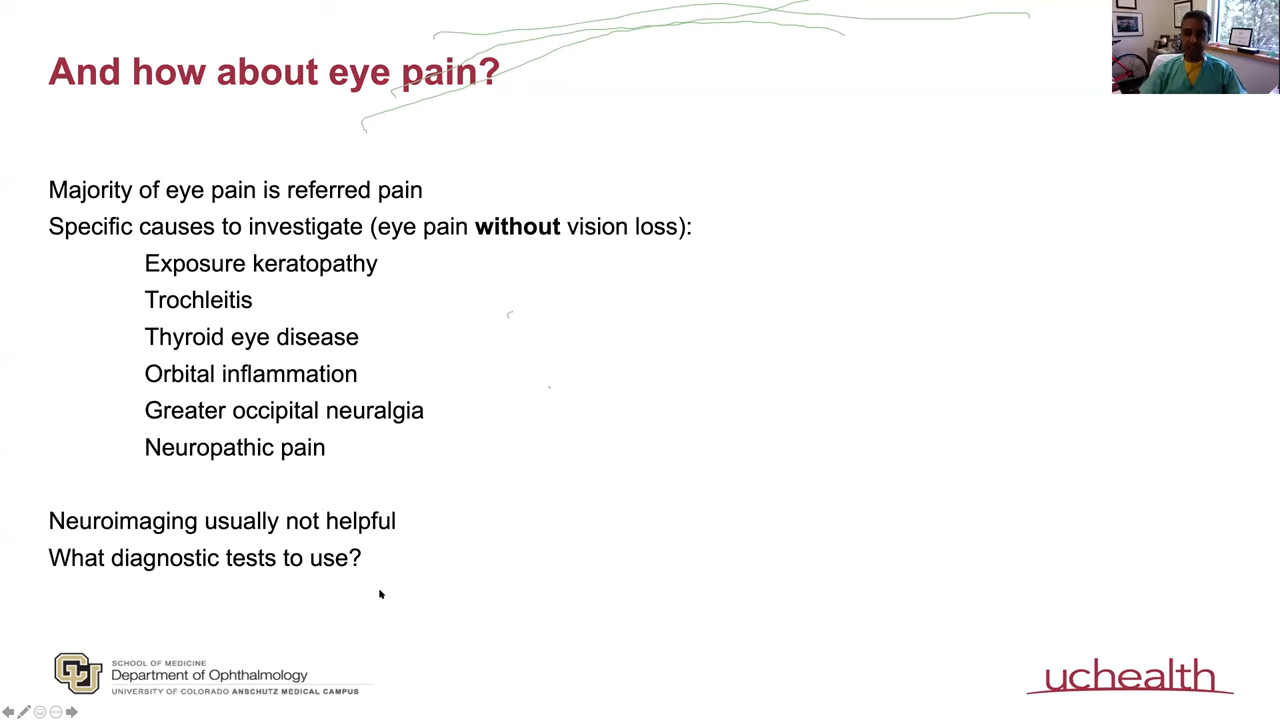 And how about eye pain?
Majority of eye pain is referred pain
Specific causes to investigate (eye pain without vision loss):
Exposure keratopathy
Trochleitis
Thyroid eye disease
Orbital inflammation
Greater occipital neuralgia
Neuropathic pain
Neuroimaging usually not helpful
What diagnostic tests to use?
CU
SCHOOL OF MEDICINE
Department of Ophthalmology
UNIVERSITY OF COLORADO ANSCHUTZ MEDICAL CAMPUS
uchealth